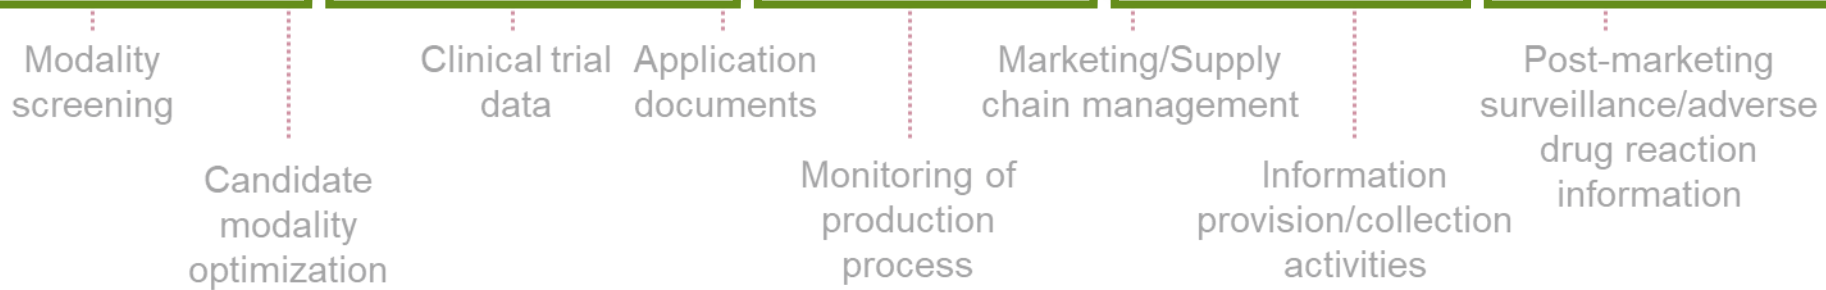 Modality
screening
Candidate
modality
optimization
Clinical trial
data
Application
documents
Monitoring of
production
process
Marketing/Supply
chain management
Information
provision/collection
activities
Post-marketing
surveillance/adverse
drug reaction
information